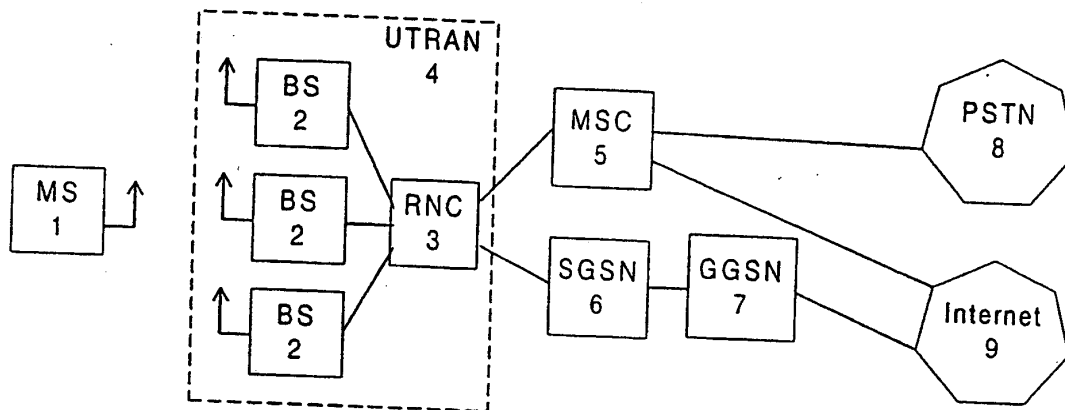 UTRAN
4
BS
2
MSC
5
PSTN
8
MS
1
BS
2
RNC
3
SGSN
6
GGSN
7
Internet
9
BS
2